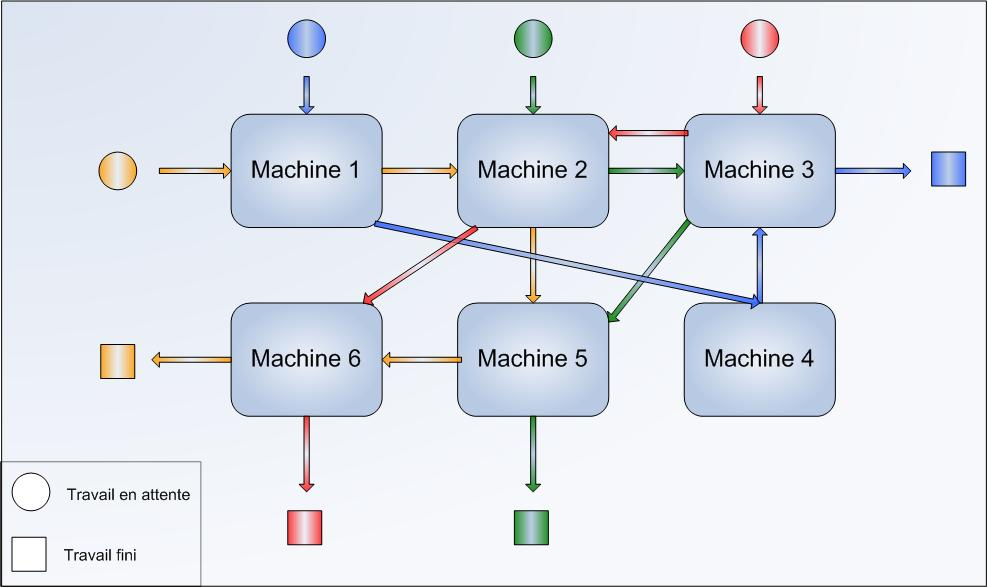 Machine 1
Machine 2
Machine 3
Machine 6
Machine 5
Machine 4
Travail en attente
Travail fini